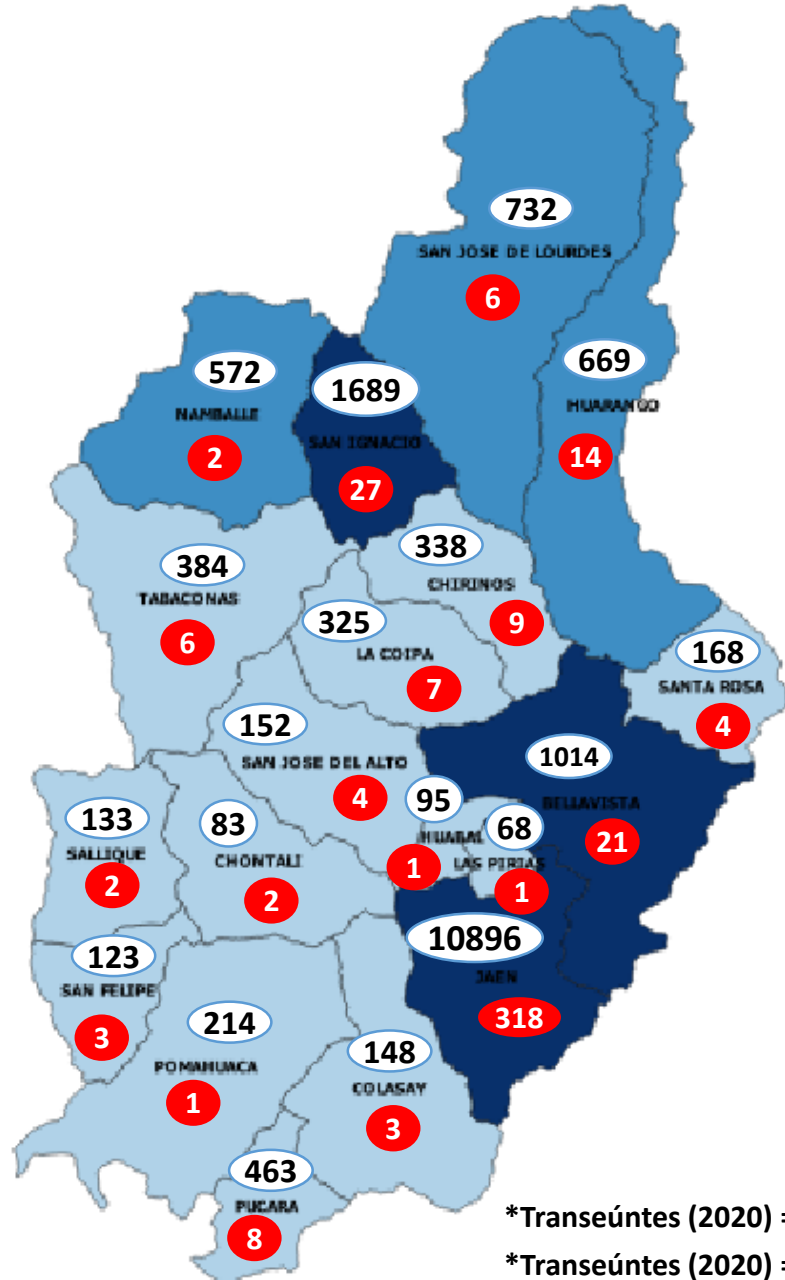 732
SAN JOSE DE LOURDES
6
572
NAMBALLE
2
1689
SAN IGNACIO
27
669
HUARANGO
14
384
TABACONAS
6
338
CHIRINOS
9
325
LA COIPA
7
168
SANTA ROSA
4
152
SAN JOSE DEL ALTO
4
1014
BELLAVISTA
21
95
HUABAL
1
68
LAS PIRIAS
1
133
SALLIQUE
2
83
CHONTALI
2
10896
JAEN
318
123
SAN FELIPE
3
214
POMAHUACA
1
148
COLASAY
3
463
PUCARA
8
*Transeúntes (2020) =
*Transeúntes (2020) =